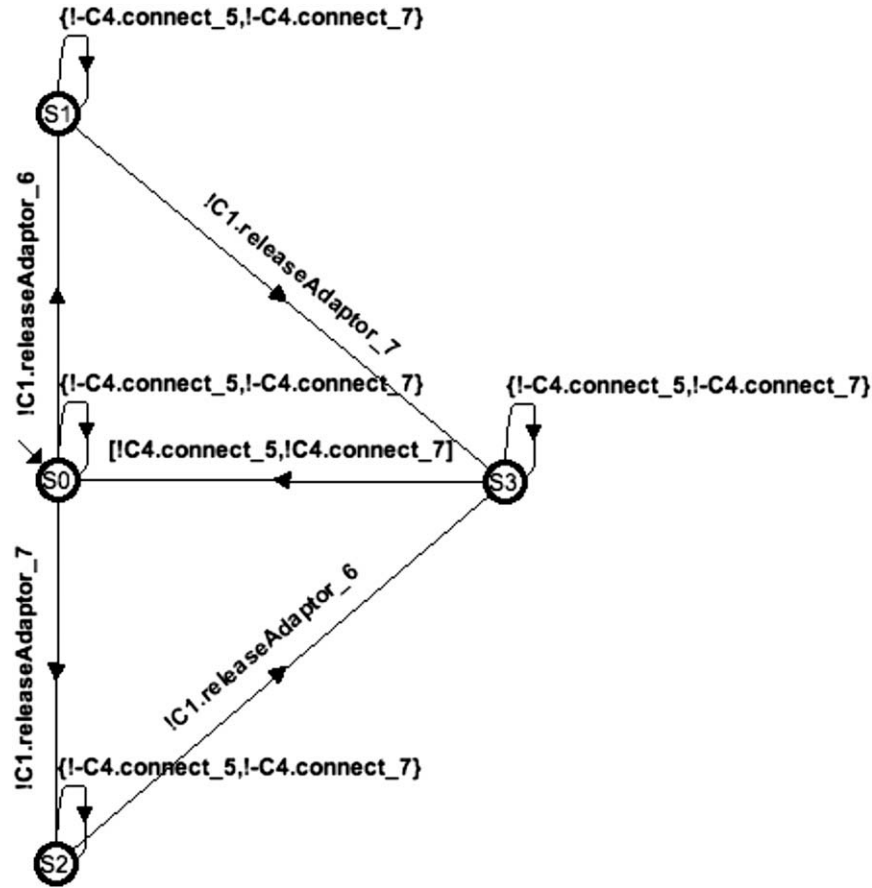 {!-C4.connect_5,!-C4.connect_7}
S1
!C1.releaseAdaptor_6
!C1.releaseAdaptor_7
{!-C4.connect_5,!-C4.connect_7}
{!-C4.connect_5,!-C4.connect_7}
[!C4.connect_5,!C4.connect_7]
S0
S3
!C1.releaseAdaptor_7
!C1.releaseAdaptor_6
{!-C4.connect_5,!-C4.connect_7}
S2